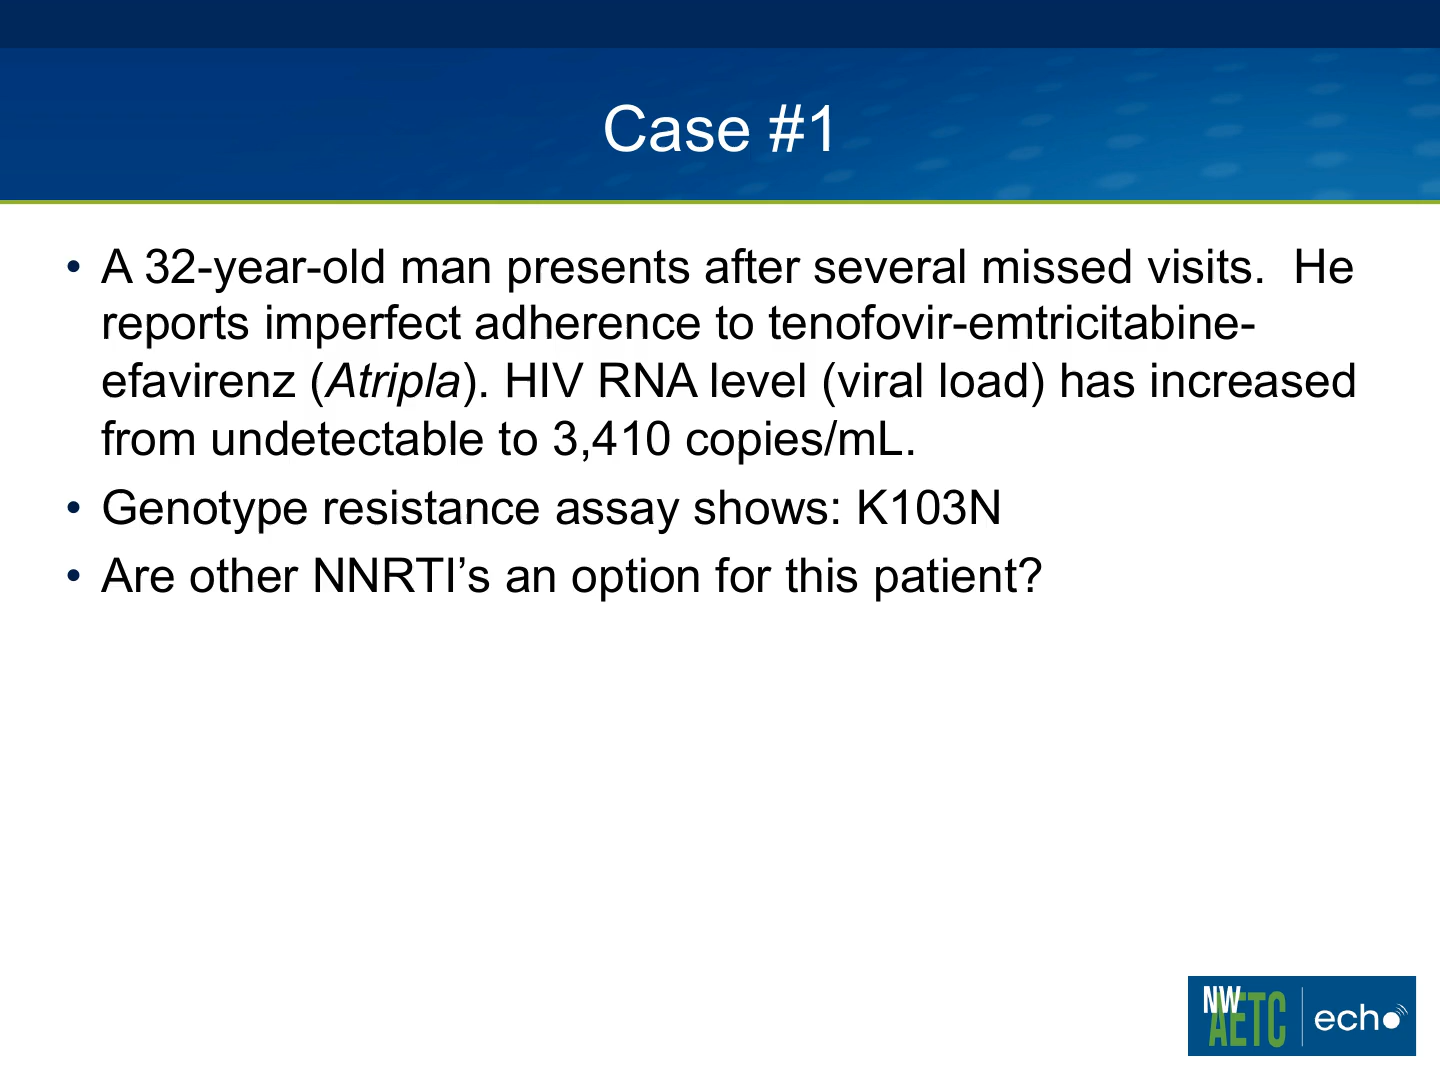 Case #1
• A 32-year-old man presents after several missed visits.  He
reports imperfect adherence to tenofovir-emtricitabine-
efavirenz (Atripla). HIV RNA level (viral load) has increased
from undetectable to 3,410 copies/mL.
• Genotype resistance assay shows: K103N
• Are other NNRTI’s an option for this patient?
NW
AETC
echo